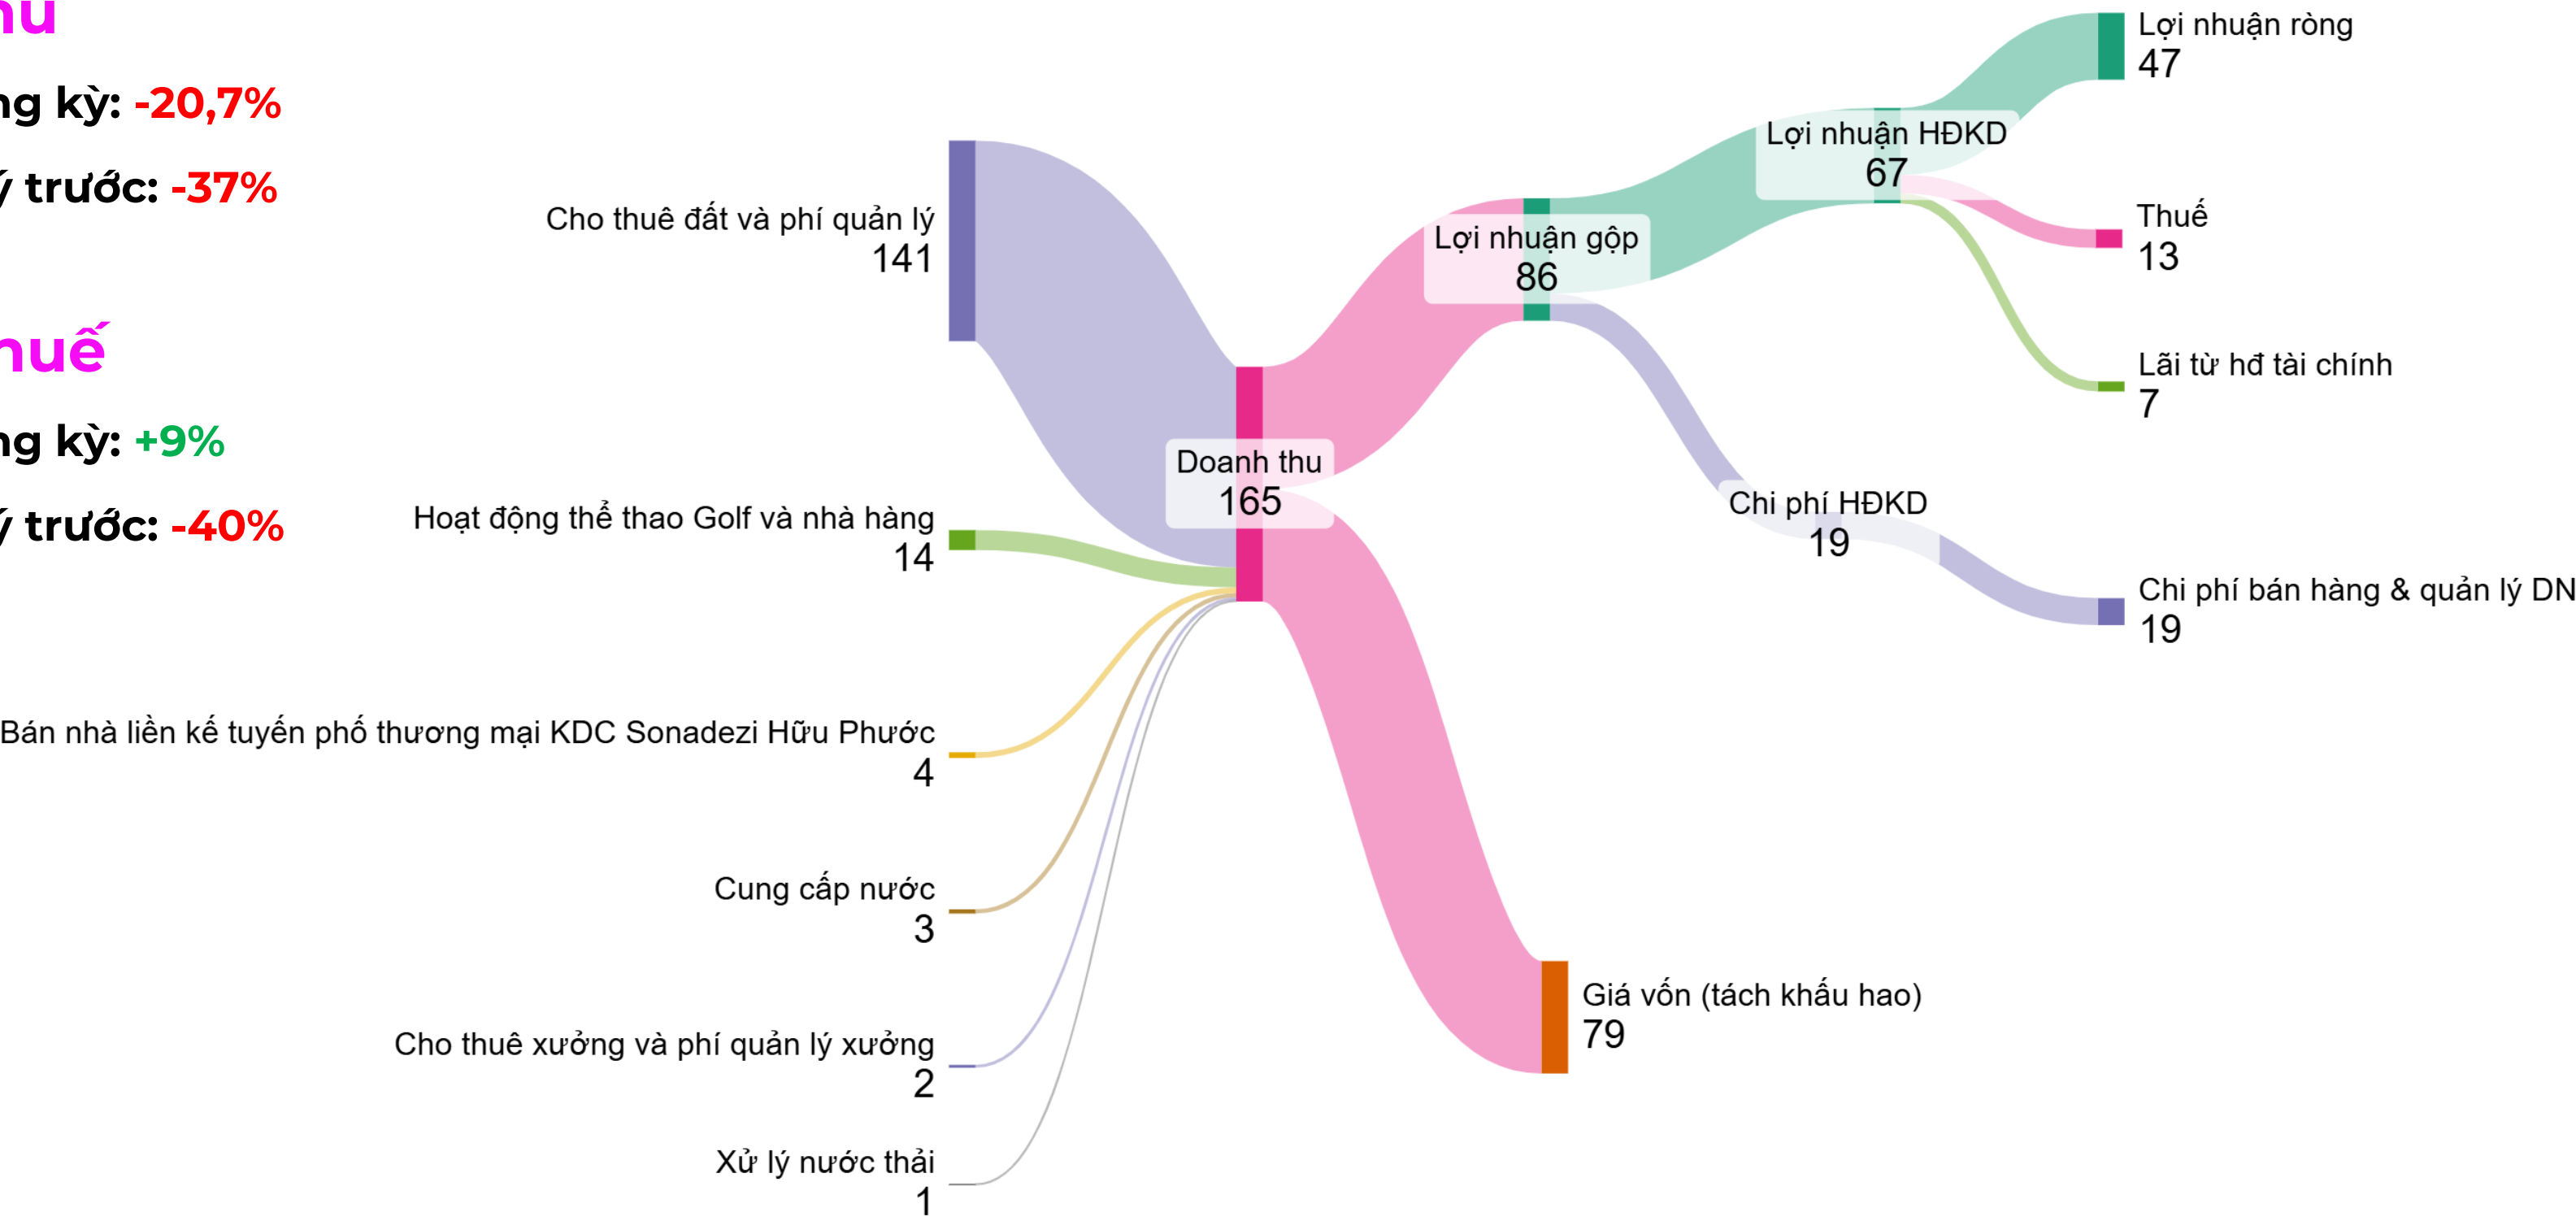 ng kỳ: -20,7%
trước: -37%
ng kỳ: +9%
trước: -40%
Cho thuê đất và phí quản lý
141
Hoạt động thể thao Golf và nhà hàng
14
Bán nhà liền kế tuyến phố thương mại KDC Sonadezi Hữu Phước
4
Cung cấp nước
3
Cho thuê xưởng và phí quản lý xưởng
2
Xử lý nước thải
1
Doanh thu
165
Lợi nhuận gộp
86
Giá vốn (tách khấu hao)
79
Lợi nhuận HĐKD
67
Chi phí HĐKD
19
Lợi nhuận ròng
47
Thuế
13
Lãi từ hđ tài chính
7
Chi phí bán hàng & quản lý DN
19